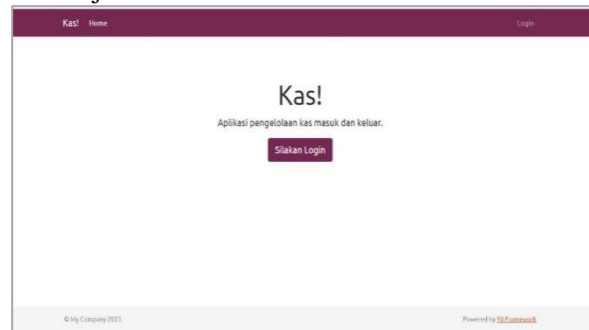 Kas! Home Login
Kas!
Aplikasi pengelolaan kas masuk dan keluar.
Silakan Login
© My Company 2023 Powered by Yii Framework